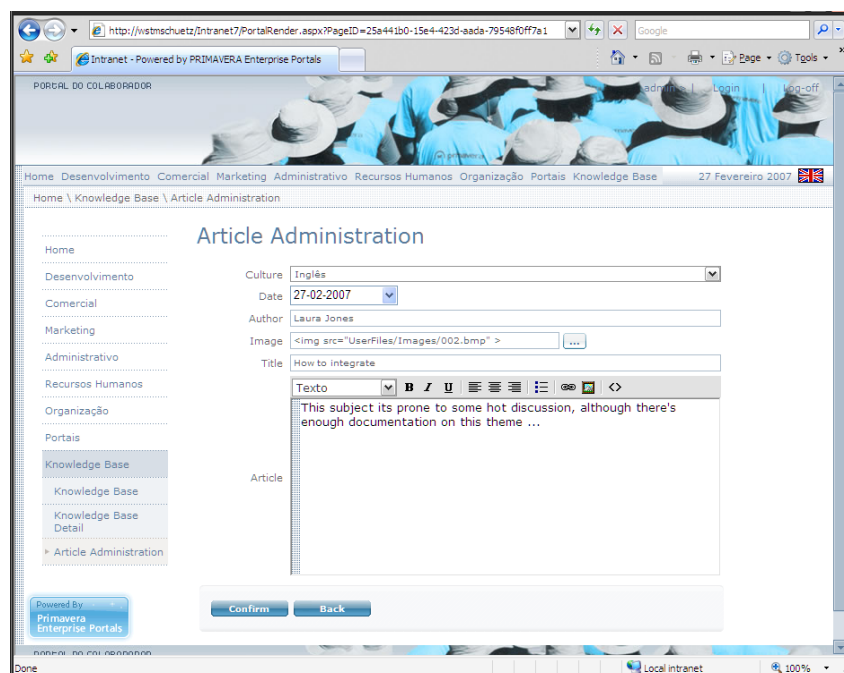 http://wstmschuetz/Intranet7/PortalRender.aspx?PageID=25a441b0-15e4-423d-aada-79548f0ff7a1
Google
Intranet - Powered by PRIMAVERA Enterprise Portals
Page
Tools
PORTAL DO COLABORADOR
admin | Login | Log-off
primavera
Home Desenvolvimento Comercial Marketing Administrativo Recursos Humanos Organização Portais Knowledge Base
27 Fevereiro 2007
Home \ Knowledge Base \ Article Administration
Article Administration
Home
Desenvolvimento
Comercial
Marketing
Administrativo
Recursos Humanos
Organização
Portais
Knowledge Base
Knowledge Base
Knowledge Base
Detail
Article Administration
Culture Inglês
Date 27-02-2007
Author Laura Jones
Image <img src="UserFiles/Images/002.bmp" > ...
Title How to integrate
Texto B I U <>
Article
This subject its prone to some hot discussion, although there's
enough documentation on this theme ...
Confirm Back
Powered By
Primavera
Enterprise Portals
PORTAL DO COLABORADOR
Done
Local intranet
100%